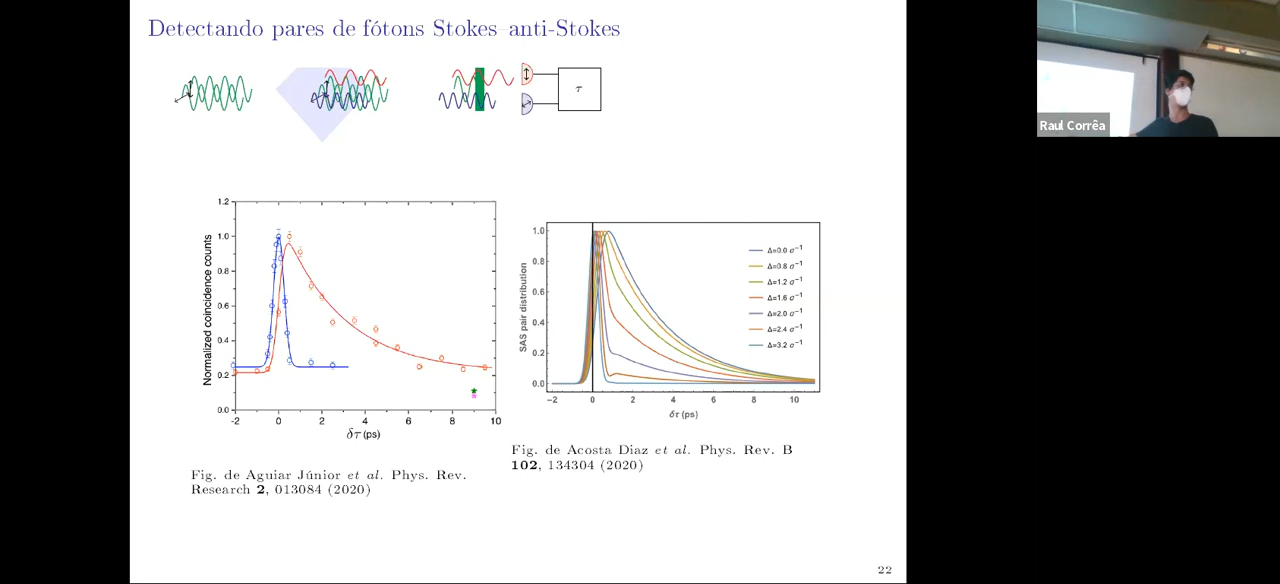 Detectando pares de fótons Stokes–anti-Stokes
τ
Raul Corrêa
Normalized coincidence counts
1.2
1.0
0.8
0.6
0.4
0.2
0.0
-2 0 2 4 6 8 10
δτ (ps)
SAS pair distribution
1.0
0.8
0.6
0.4
0.2
0.0
−2 0 2 4 6 8 10
δτ (ps)
Δ=0.0 σ⁻¹
Δ=0.8 σ⁻¹
Δ=1.2 σ⁻¹
Δ=1.6 σ⁻¹
Δ=2.0 σ⁻¹
Δ=2.4 σ⁻¹
Δ=3.2 σ⁻¹
Fig. de Aguiar Júnior et al. Phys. Rev.
Research 2, 013084 (2020)
Fig. de Acosta Diaz et al. Phys. Rev. B
102, 134304 (2020)
22